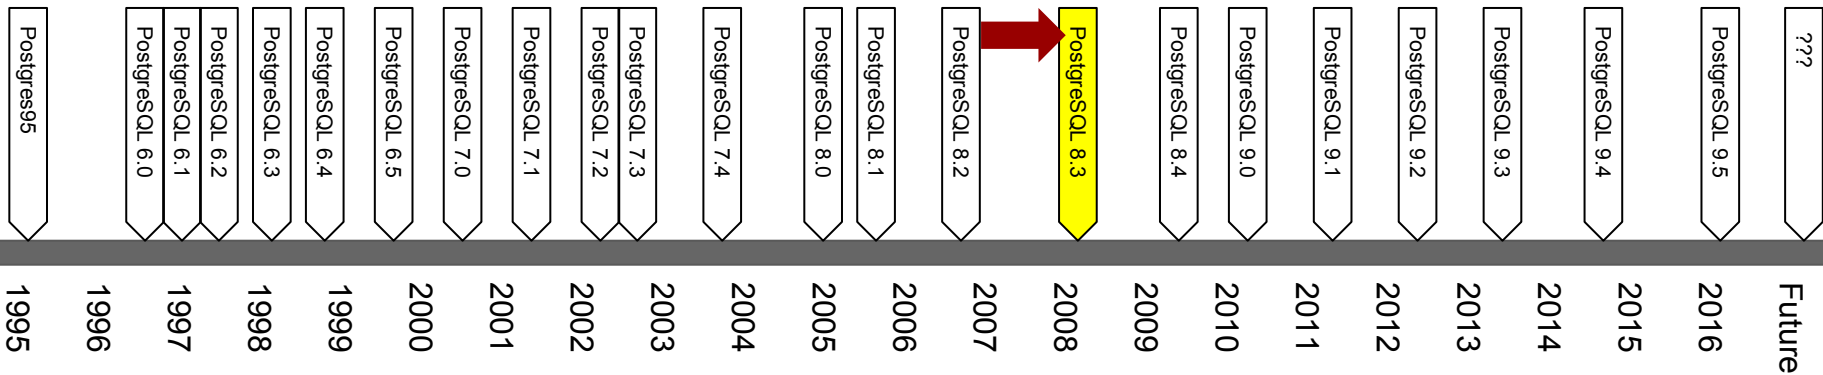 Postgres95
PostgreSQL 6.0
PostgreSQL 6.1
PostgreSQL 6.2
PostgreSQL 6.3
PostgreSQL 6.4
PostgreSQL 6.5
PostgreSQL 7.0
PostgreSQL 7.1
PostgreSQL 7.2
PostgreSQL 7.3
PostgreSQL 7.4
PostgreSQL 8.0
PostgreSQL 8.1
PostgreSQL 8.2
PostgreSQL 8.3
PostgreSQL 8.4
PostgreSQL 9.0
PostgreSQL 9.1
PostgreSQL 9.2
PostgreSQL 9.3
PostgreSQL 9.4
PostgreSQL 9.5
???
1995
1996
1997
1998
1999
2000
2001
2002
2003
2004
2005
2006
2007
2008
2009
2010
2011
2012
2013
2014
2015
2016
Future